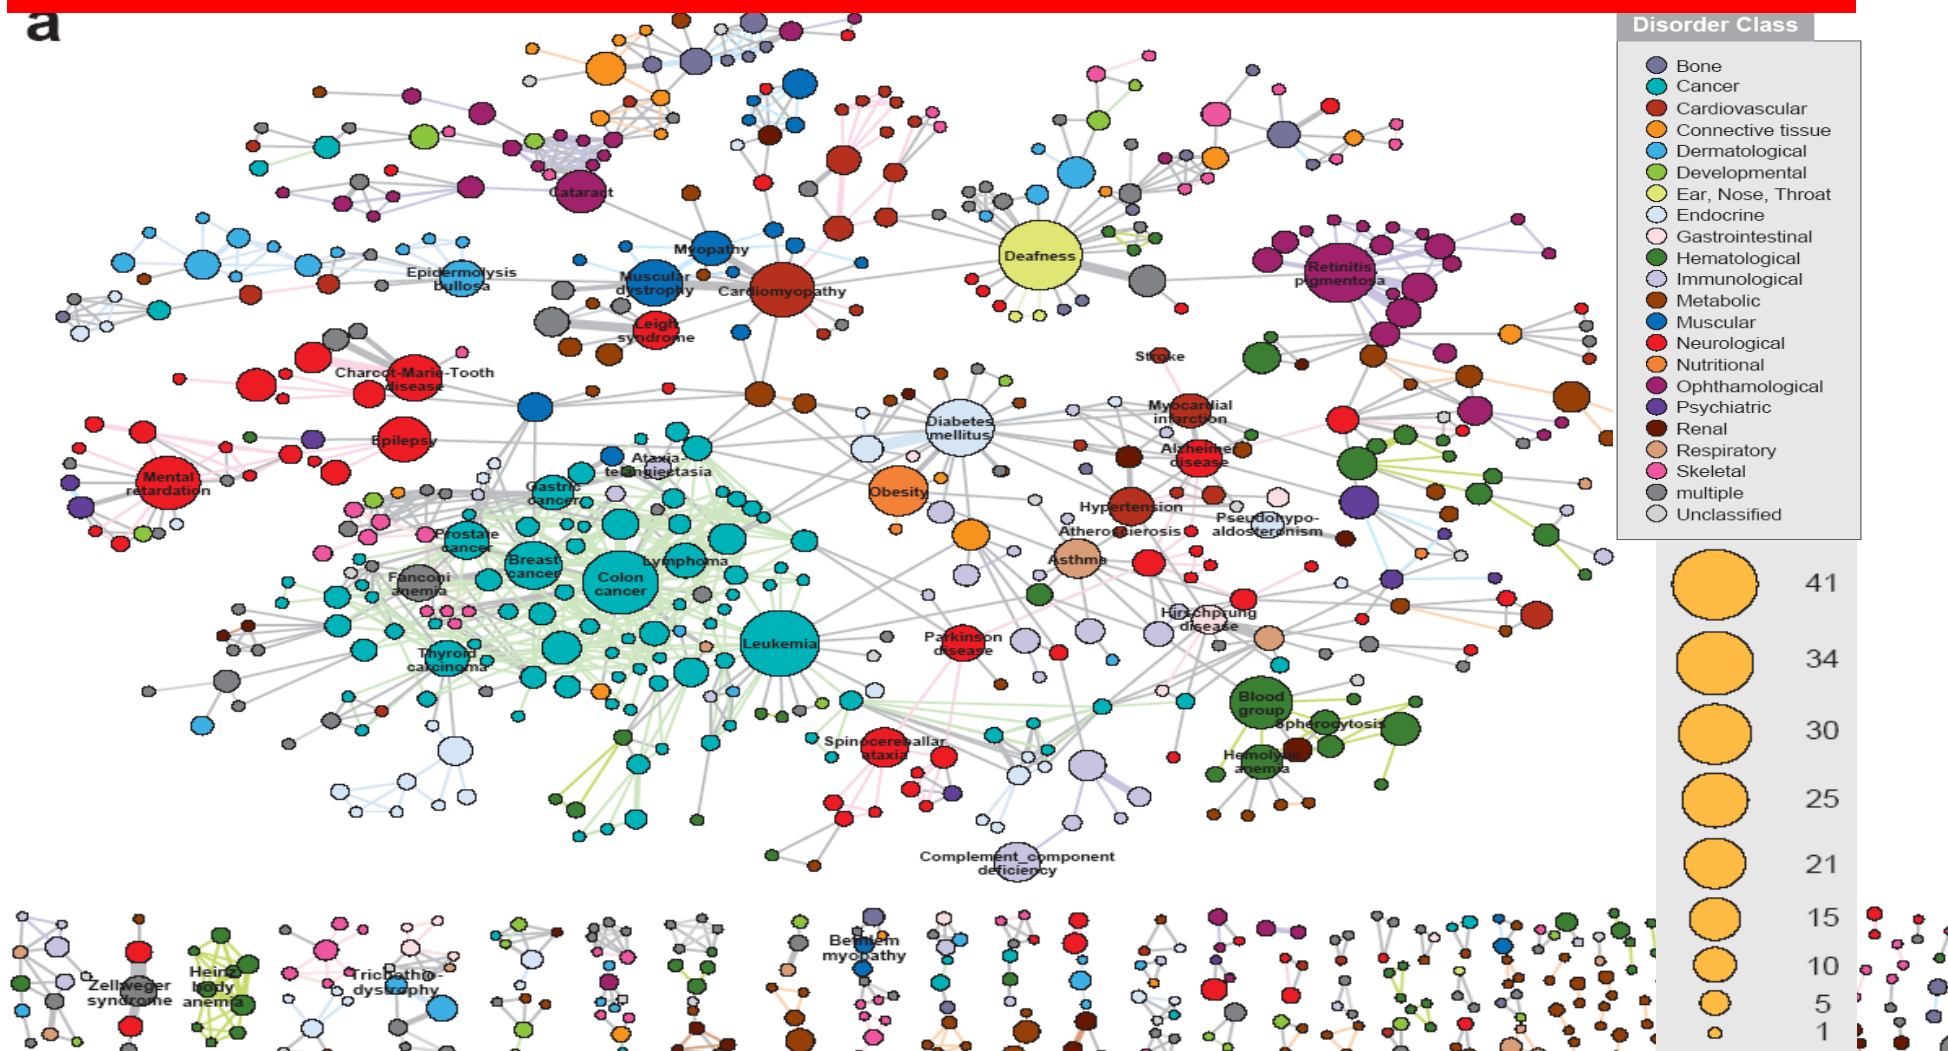 a
Disorder Class
Bone
Cancer
Cardiovascular
Connective tissue
Dermatological
Developmental
Ear, Nose, Throat
Endocrine
Gastrointestinal
Hematological
Immunological
Metabolic
Muscular
Neurological
Nutritional
Ophthamological
Psychiatric
Renal
Respiratory
Skeletal
multiple
Unclassified
41
34
30
25
21
15
10
5
1
Cataract
Myopathy
Epidermolysis
bullosa
Muscular
dystrophy
Cardiomyopathy
Leigh
syndrome
Deafness
Retinitis
pigmentosa
Charcot-Marie-Tooth
disease
Stroke
Epilepsy
Mental
retardation
Diabetes
mellitus
Myocardial
infarction
Alzheimer
disease
Ataxia-
telangiectasia
Gastric
cancer
Obesity
Hypertension
Atherosclerosis
Pseudohypo-
aldosteronism
Prostate
cancer
Breast
cancer
Lymphoma
Colon
cancer
Fanconi
anemia
Asthma
Hirschprung
disease
Parkinson
disease
Leukemia
Thyroid
carcinoma
Blood
group
Spherocytosis
Spinocereballar
ataxia
Hemolytic
anemia
Complement_component
deficiency
Zellweger
syndrome
Heinz
body
anemia
Trichothio-
dystrophy
Bethlem
myopathy